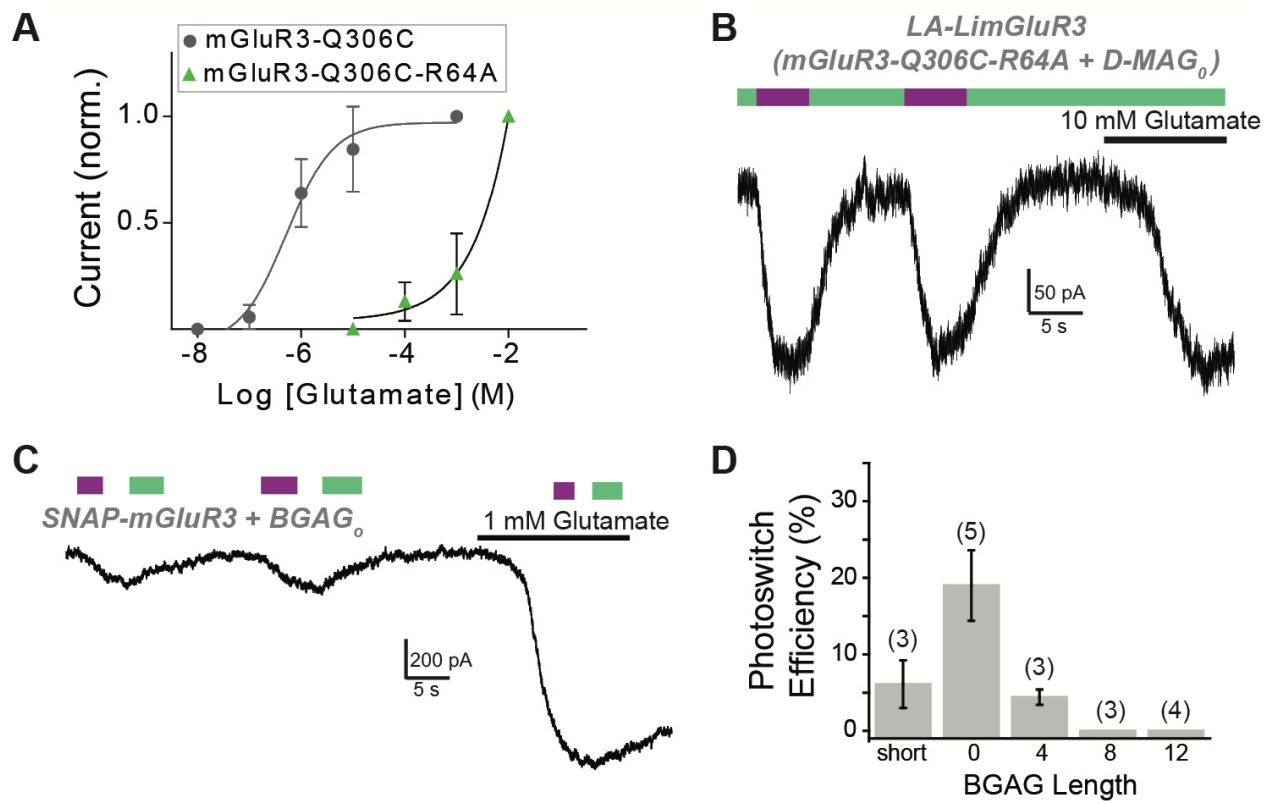 A
mGluR3-Q306C
mGluR3-Q306C-R64A
Current (norm.)
1.0
0.5
-8 -6 -4 -2
Log [Glutamate] (M)
B
LA-LimGluR3
(mGluR3-Q306C-R64A + D-MAG₀)
10 mM Glutamate
50 pA
5 s
C
SNAP-mGluR3 + BGAGₒ
1 mM Glutamate
200 pA
5 s
D
Photoswitch
Efficiency (%)
30
20
10
0
(3) (5) (3) (3) (4)
short 0 4 8 12
BGAG Length